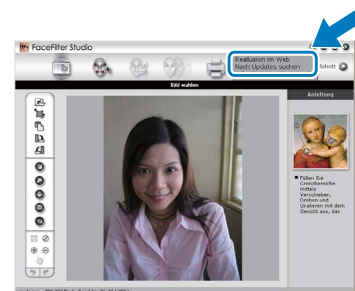 FaceFilter Studio
Reallusion im Web
Nach Updates suchen
Schritt
Bild wählen
Anleitung
Füllen Sie
Grenzbereiche
mittels
Verschieben,
Drehen und
Skalieren mit dem
Gesicht aus, das